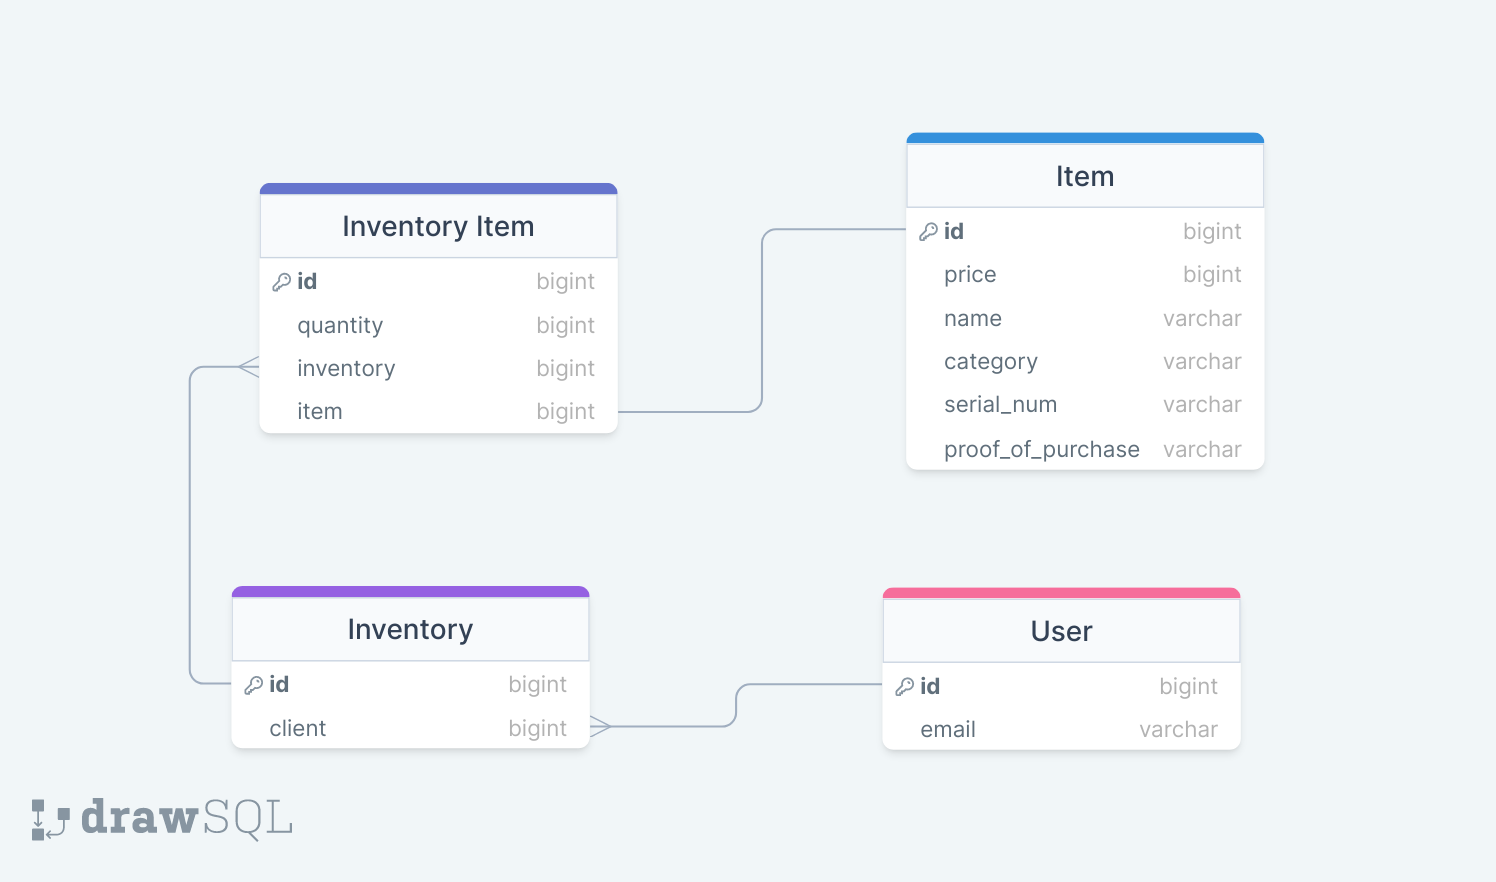 Inventory Item
id bigint
quantity bigint
inventory bigint
item bigint
Item
id bigint
price bigint
name varchar
category varchar
serial_num varchar
proof_of_purchase varchar
Inventory
id bigint
client bigint
User
id bigint
email varchar
drawSQL